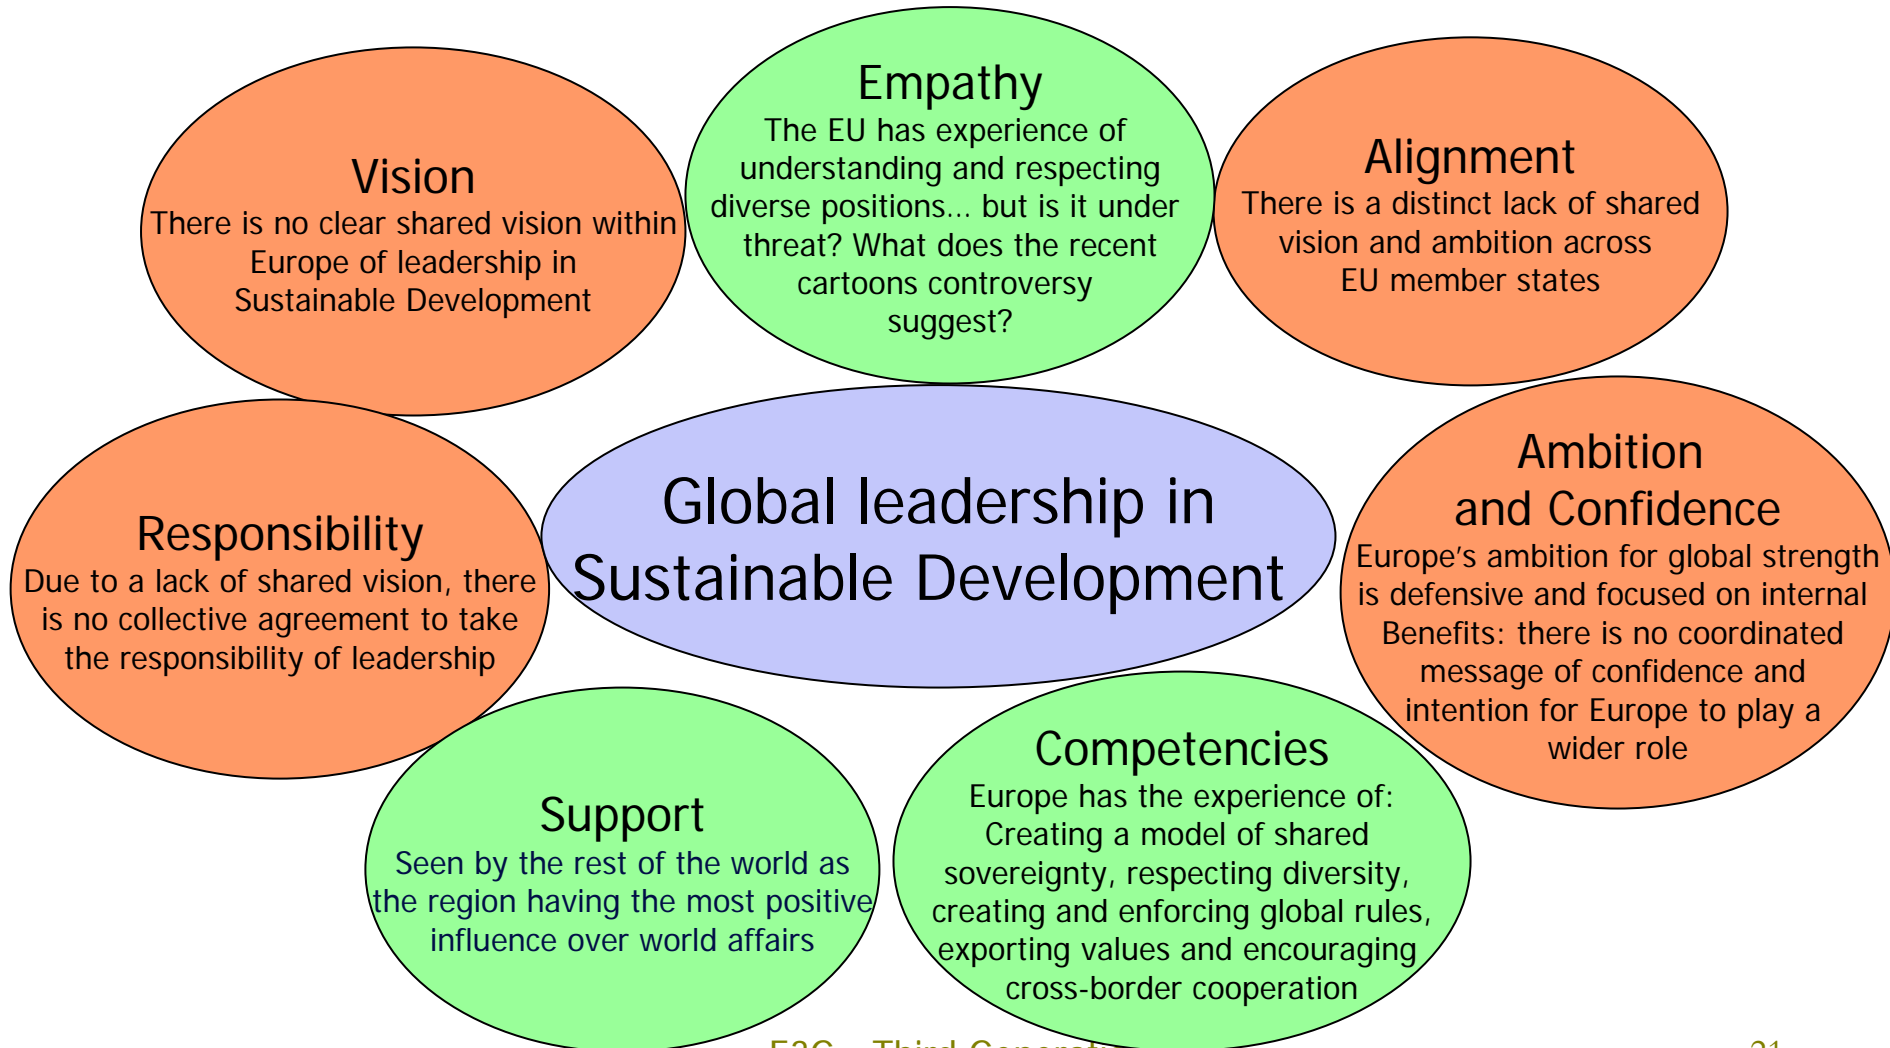 Empathy
The EU has experience of
understanding and respecting
diverse positions... but is it under
threat? What does the recent
cartoons controversy
suggest?
Vision
There is no clear shared vision within
Europe of leadership in
Sustainable Development
Alignment
There is a distinct lack of shared
vision and ambition across
EU member states
Global leadership in
Sustainable Development
Ambition
and Confidence
Europe's ambition for global strength
is defensive and focused on internal
Benefits: there is no coordinated
message of confidence and
intention for Europe to play a
wider role
Responsibility
Due to a lack of shared vision, there
is no collective agreement to take
the responsibility of leadership
Support
Seen by the rest of the world as
the region having the most positive
influence over world affairs
Competencies
Europe has the experience of:
Creating a model of shared
sovereignty, respecting diversity,
creating and enforcing global rules,
exporting values and encouraging
cross-border cooperation
Third